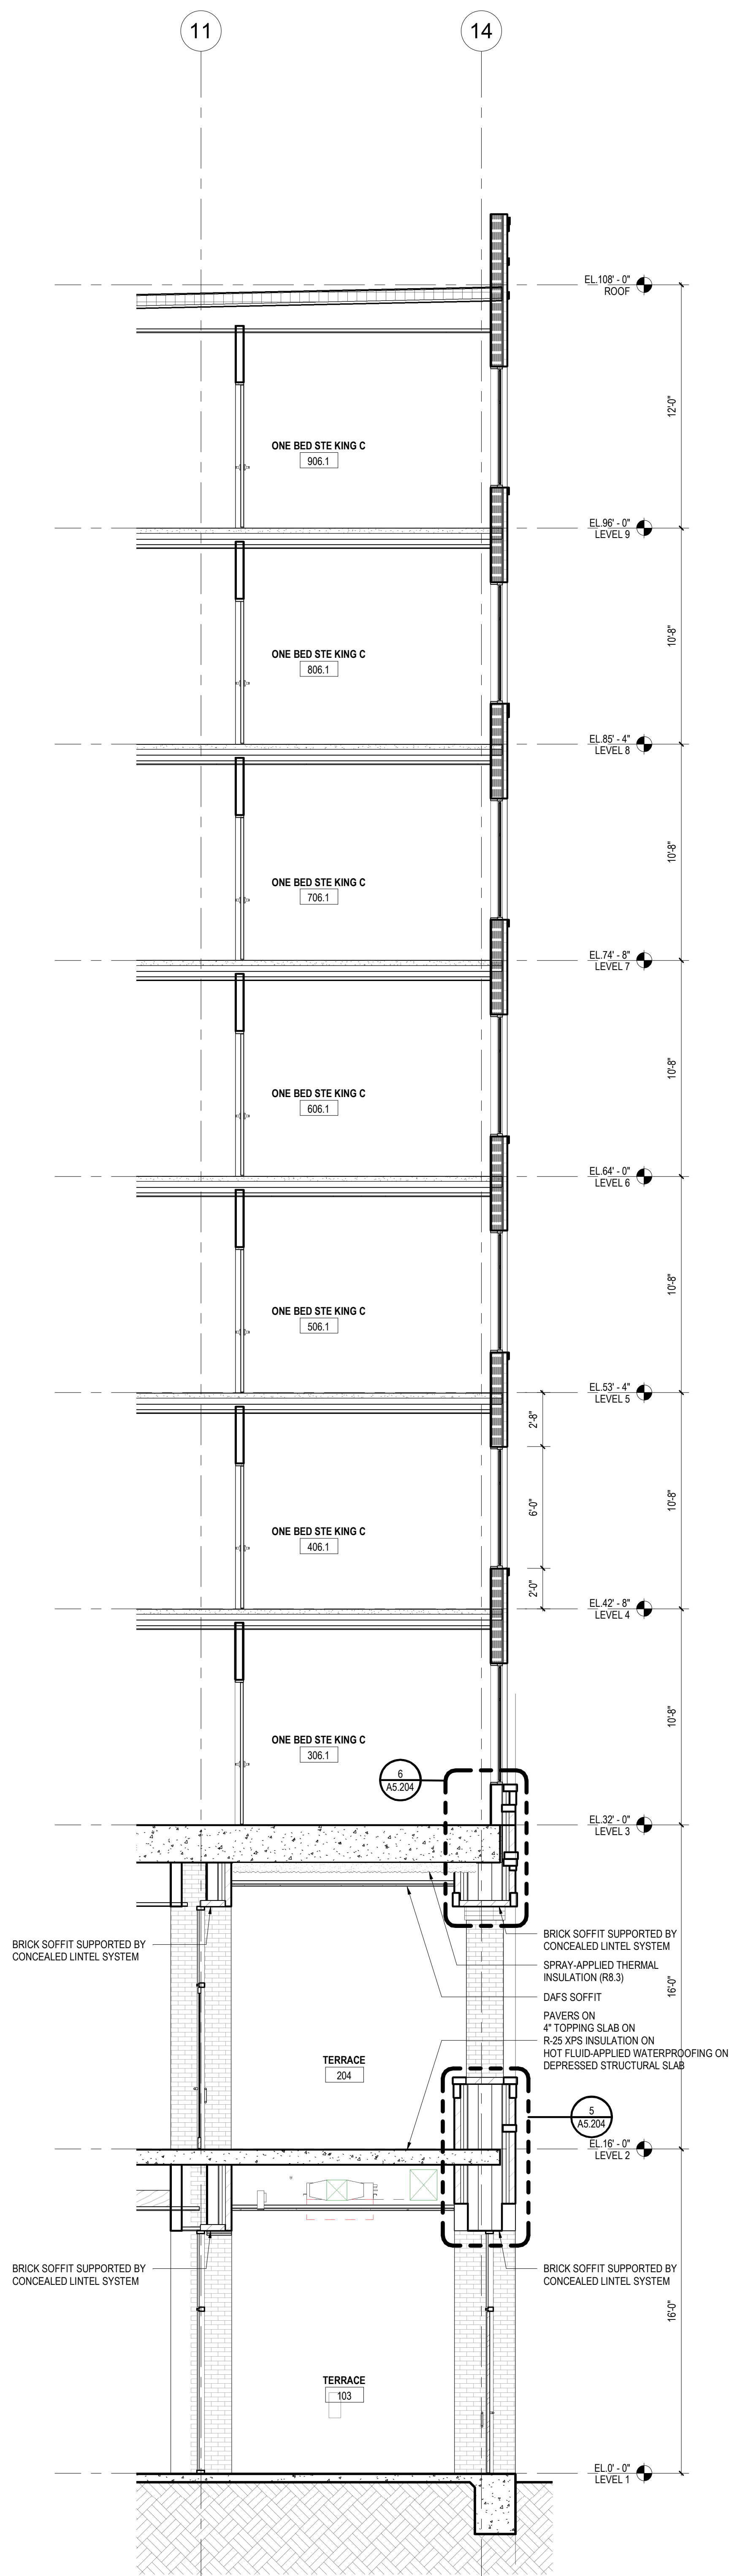 11
14
EL.108' - 0"
ROOF
12'-0"
ONE BED STE KING C
906.1
EL.96' - 0"
LEVEL 9
10'-8"
ONE BED STE KING C
806.1
EL.85' - 4"
LEVEL 8
10'-8"
ONE BED STE KING C
706.1
EL.74' - 8"
LEVEL 7
10'-8"
ONE BED STE KING C
606.1
EL.64' - 0"
LEVEL 6
10'-8"
ONE BED STE KING C
506.1
EL.53' - 4"
LEVEL 5
2'-8"
6'-0"
10'-8"
ONE BED STE KING C
406.1
2'-0"
EL.42' - 8"
LEVEL 4
10'-8"
ONE BED STE KING C
306.1
6
A5.204
EL.32' - 0"
LEVEL 3
BRICK SOFFIT SUPPORTED BY
CONCEALED LINTEL SYSTEM
BRICK SOFFIT SUPPORTED BY
CONCEALED LINTEL SYSTEM
SPRAY-APPLIED THERMAL
INSULATION (R8.3)
16'-0"
DAFS SOFFIT
PAVERS ON
4" TOPPING SLAB ON
R-25 XPS INSULATION ON
HOT FLUID-APPLIED WATERPROOFING ON
DEPRESSED STRUCTURAL SLAB
TERRACE
204
5
A5.204
EL.16' - 0"
LEVEL 2
BRICK SOFFIT SUPPORTED BY
CONCEALED LINTEL SYSTEM
BRICK SOFFIT SUPPORTED BY
CONCEALED LINTEL SYSTEM
16'-0"
TERRACE
103
EL.0' - 0"
LEVEL 1